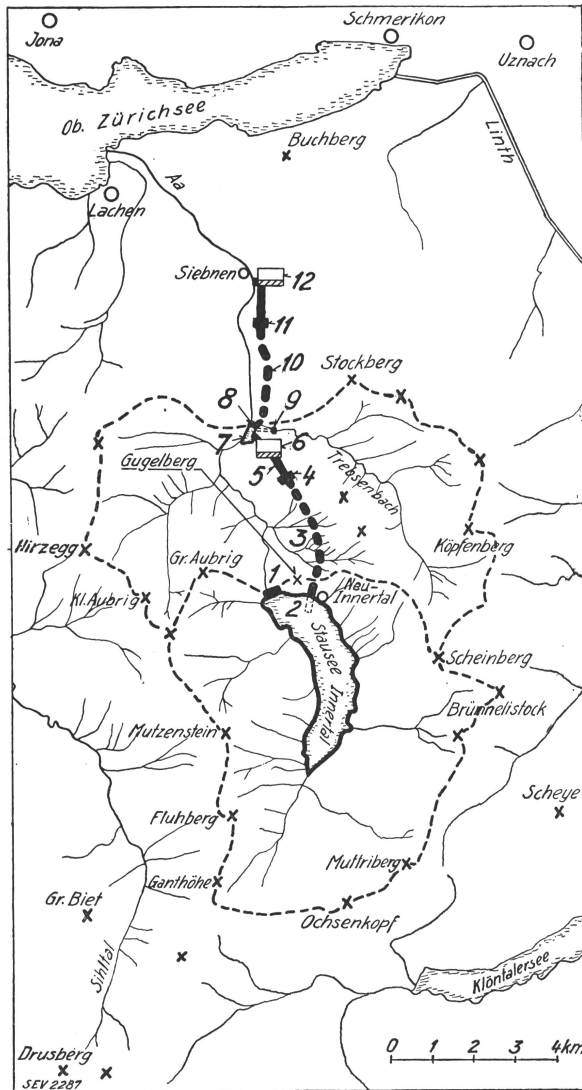 Schmerikon
Jona
Uznach
Ob. Zürichsee
Linth
Buchberg
Aa
Lachen
Siebnen
12
11
10
Stockberg
8
9
7
6
Gugelberg
5
4
Trebsenbach
3
Köpfenberg
Hirzegg
Gr. Aubrig
1
Neu-
Innertal
Kl. Aubrig
2
Stausee Innertal
Scheinberg
Brünnelistock
Mutzenstein
Scheye
Fluhberg
Muttriberg
Ganthöhe
Gr. Biet
Ochsenkopf
Sihltal
Klöntalersee
0 1 2 3 4km
Drusberg
SEV 2287